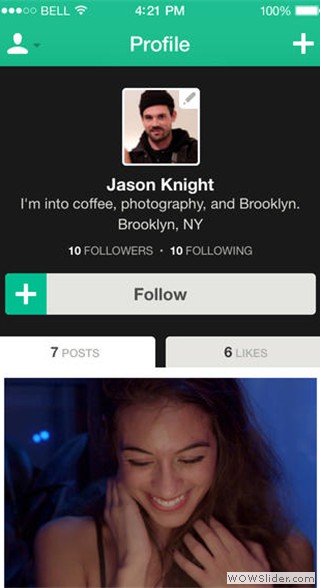 BELL 4:21 PM 100%
Profile
Jason Knight
I'm into coffee, photography, and Brooklyn.
Brooklyn, NY
10 FOLLOWERS • 10 FOLLOWING
Follow
7 POSTS 6 LIKES
WOWSlider.com